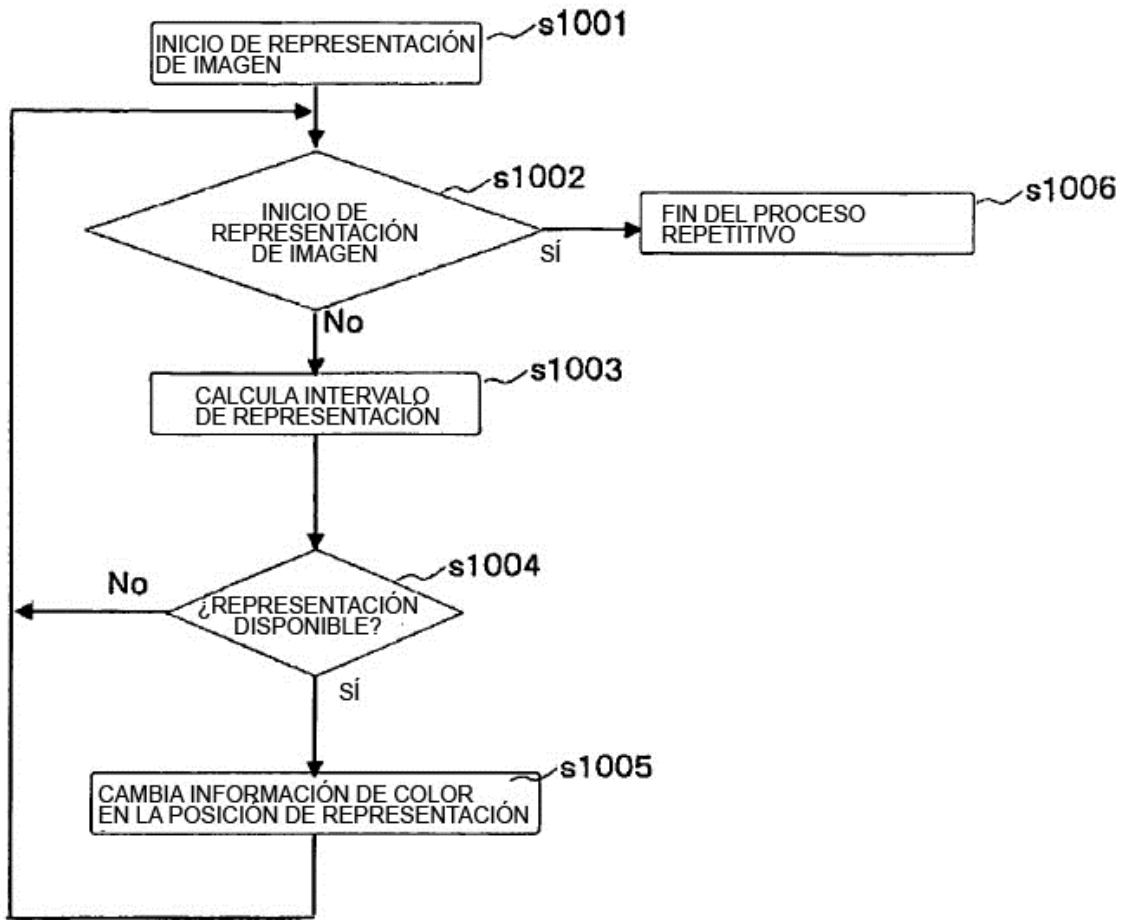 INICIO DE REPRESENTACIÓN
DE IMAGEN
s1001
INICIO DE
REPRESENTACIÓN
DE IMAGEN
s1002
SÍ
FIN DEL PROCESO
REPETITIVO
s1006
No
CALCULA INTERVALO
DE REPRESENTACIÓN
s1003
¿REPRESENTACIÓN
DISPONIBLE?
s1004
No
SÍ
CAMBIA INFORMACIÓN DE COLOR
EN LA POSICIÓN DE REPRESENTACIÓN
s1005